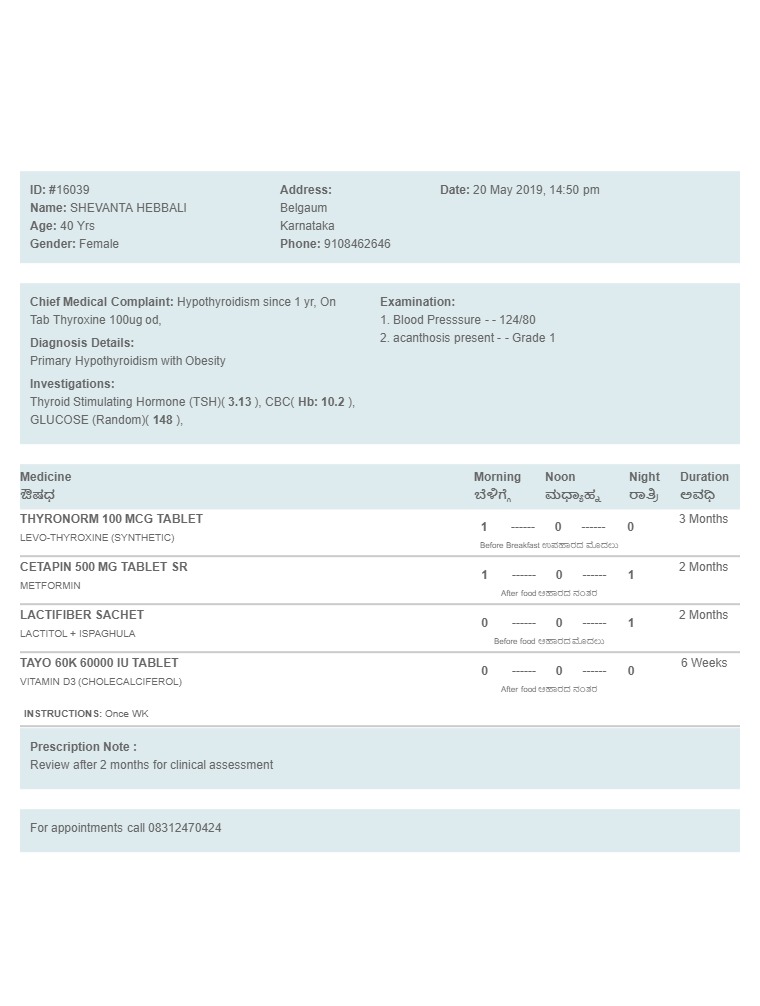 ID: #16039
Name: SHEVANTA HEBBALI
Age: 40 Yrs
Gender: Female
Address:
Belgaum
Karnataka
Phone: 9108462646
Date: 20 May 2019, 14:50 pm
Chief Medical Complaint: Hypothyroidism since 1 yr, On
Tab Thyroxine 100ug od,
Diagnosis Details:
Primary Hypothyroidism with Obesity
Investigations:
Thyroid Stimulating Hormone (TSH)( 3.13 ), CBC( Hb: 10.2 ),
GLUCOSE (Random)( 148 ),
Examination:
1. Blood Presssure - - 124/80
2. acanthosis present - - Grade 1
Medicine Morning Noon Night Duration
ಔಷಧ ಬೆಳಿಗ್ಗೆ ಮಧ್ಯಾಹ್ನ ರಾತ್ರಿ ಅವಧಿ
THYRONORM 100 MCG TABLET 1 ------ 0 ------ 0 3 Months
LEVO-THYROXINE (SYNTHETIC) Before Breakfast ಉಪಹಾರದ ಮೊದಲು
CETAPIN 500 MG TABLET SR 1 ------ 0 ------ 1 2 Months
METFORMIN After food ಆಹಾರದ ನಂತರ
LACTIFIBER SACHET 0 ------ 0 ------ 1 2 Months
LACTITOL + ISPAGHULA Before food ಆಹಾರದ ಮೊದಲು
TAYO 60K 60000 IU TABLET 0 ------ 0 ------ 0 6 Weeks
VITAMIN D3 (CHOLECALCIFEROL) After food ಆಹಾರದ ನಂತರ
INSTRUCTIONS: Once WK
Prescription Note :
Review after 2 months for clinical assessment
For appointments call 08312470424